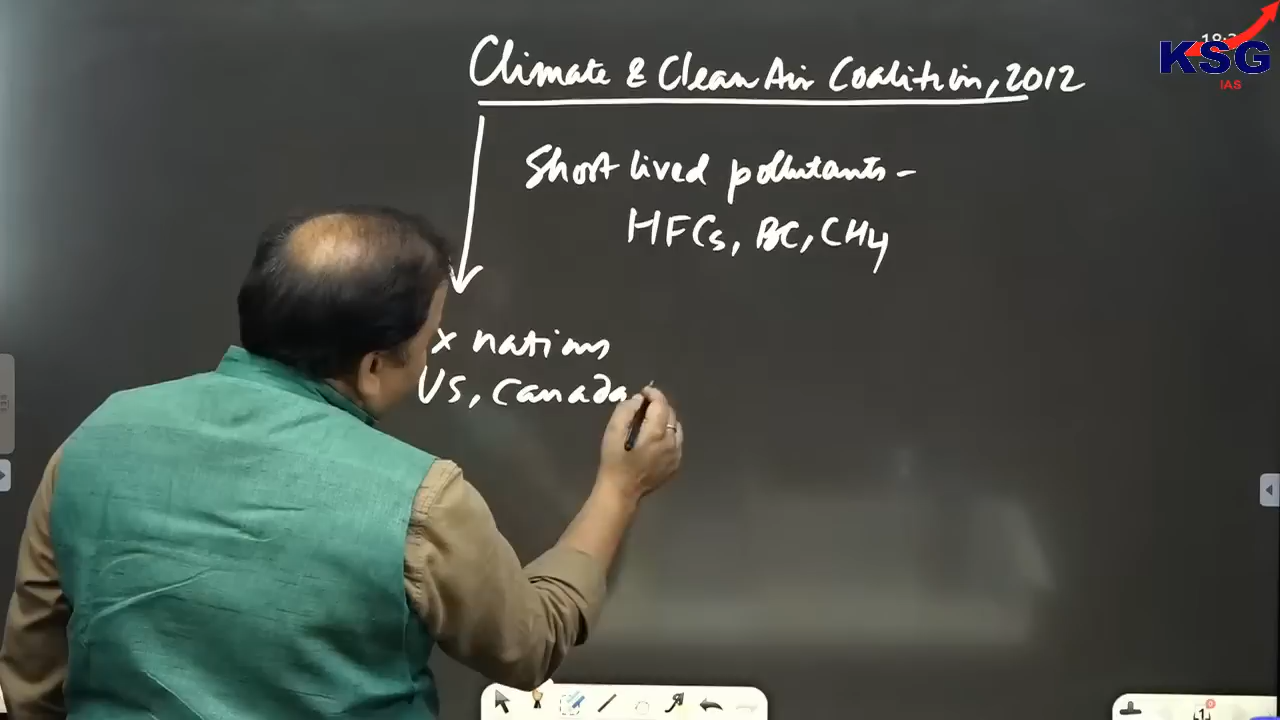 Climate & Clean Air Coalition, 2012
KSG
IAS
Short lived pollutants -
HFCs, BC, CH4
x nations
US, Canada